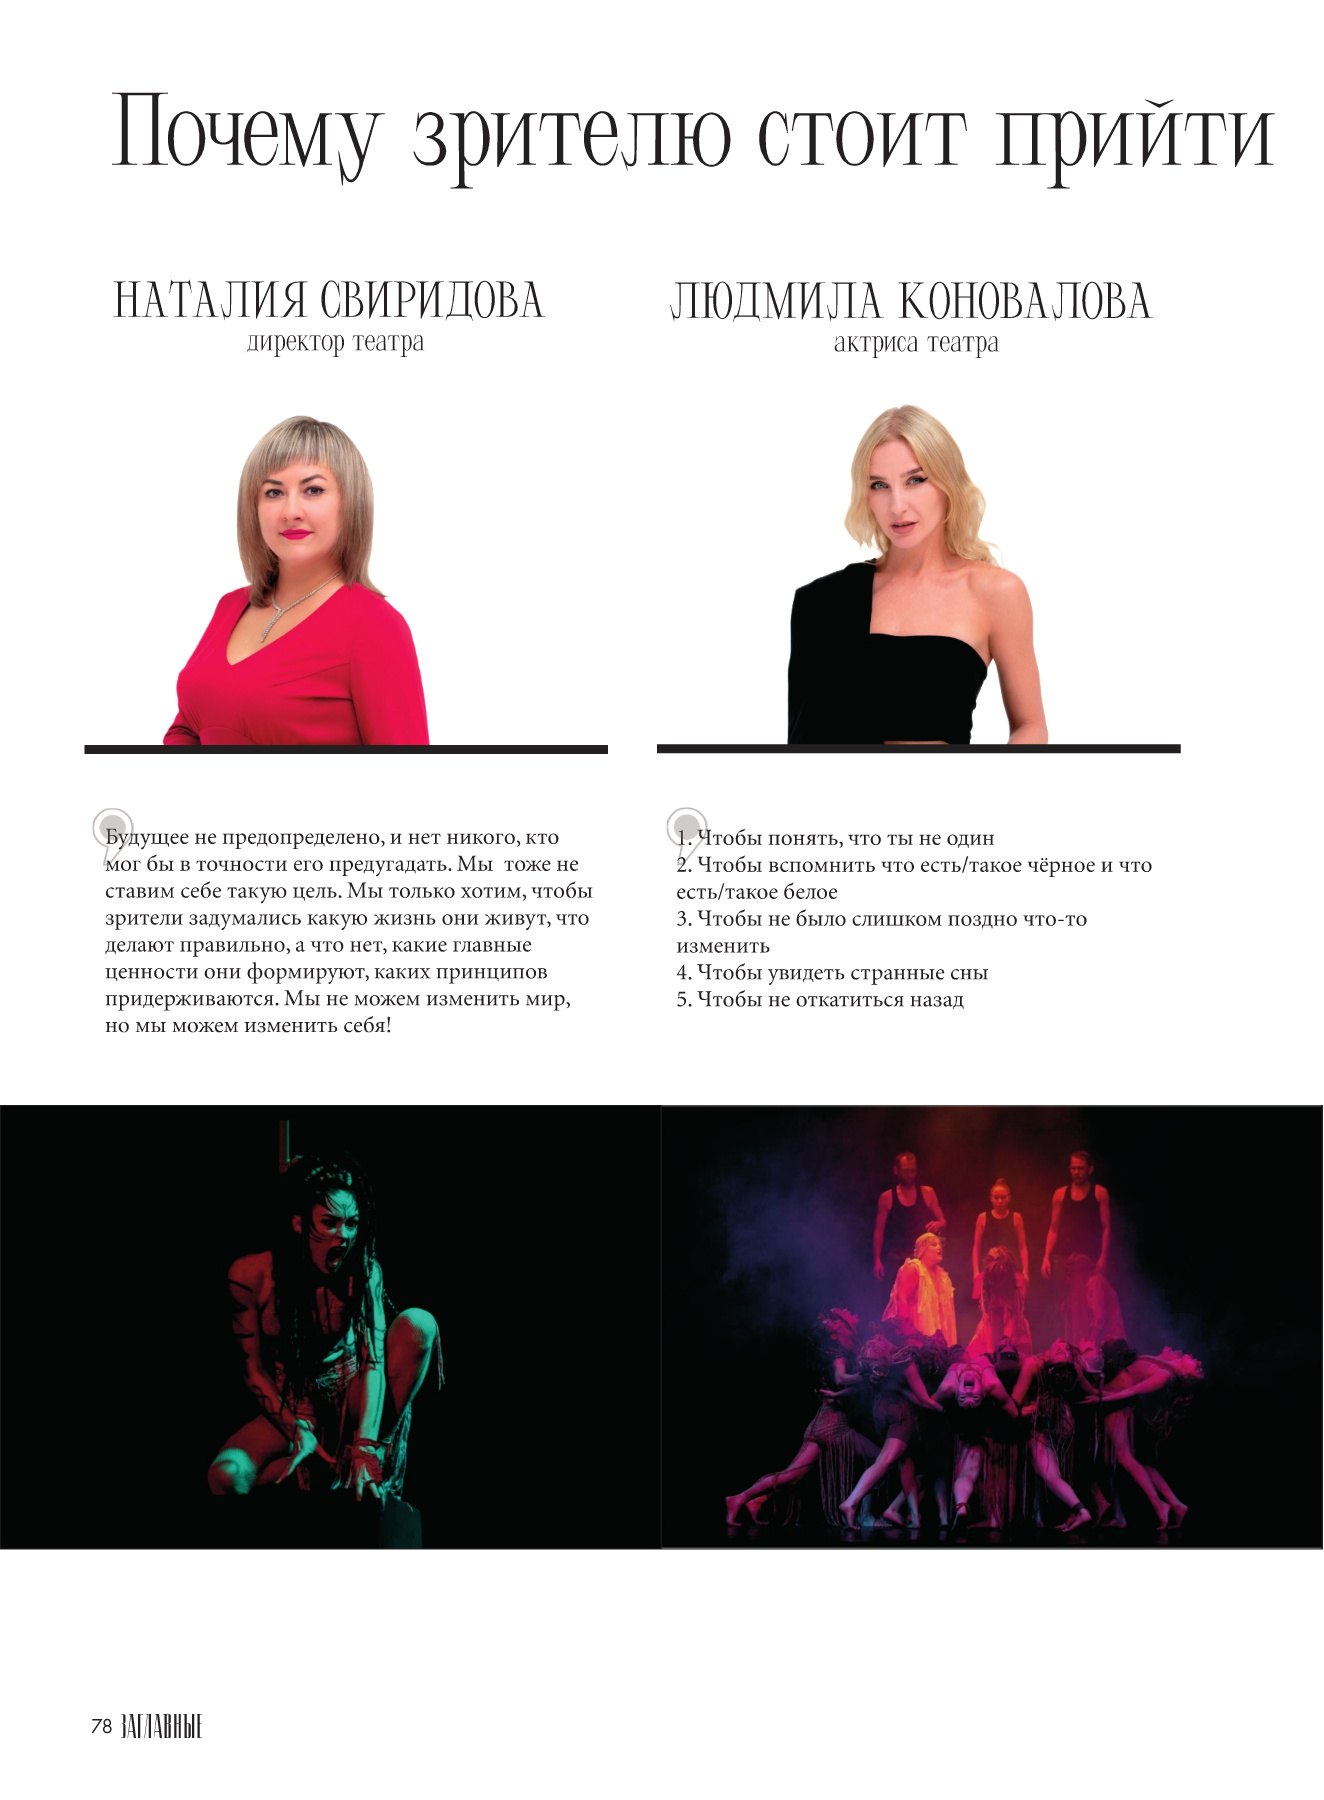 Почему зрителю стоит прийти
НАТАЛИЯ СВИРИДОВА
директор театра
ЛЮДМИЛА КОНОВАЛОВА
актриса театра
Будущее не предопределено, и нет никого, кто
мог бы в точности его предугадать. Мы тоже не
ставим себе такую цель. Мы только хотим, чтобы
зрители задумались какую жизнь они живут, что
делают правильно, а что нет, какие главные
ценности они формируют, каких принципов
придерживаются. Мы не можем изменить мир,
но мы можем изменить себя!
1. Чтобы понять, что ты не один
2. Чтобы вспомнить что есть/такое чёрное и что
есть/такое белое
3. Чтобы не было слишком поздно что-то
изменить
4. Чтобы увидеть странные сны
5. Чтобы не откатиться назад
78 ЗАГЛАВНЫЕ